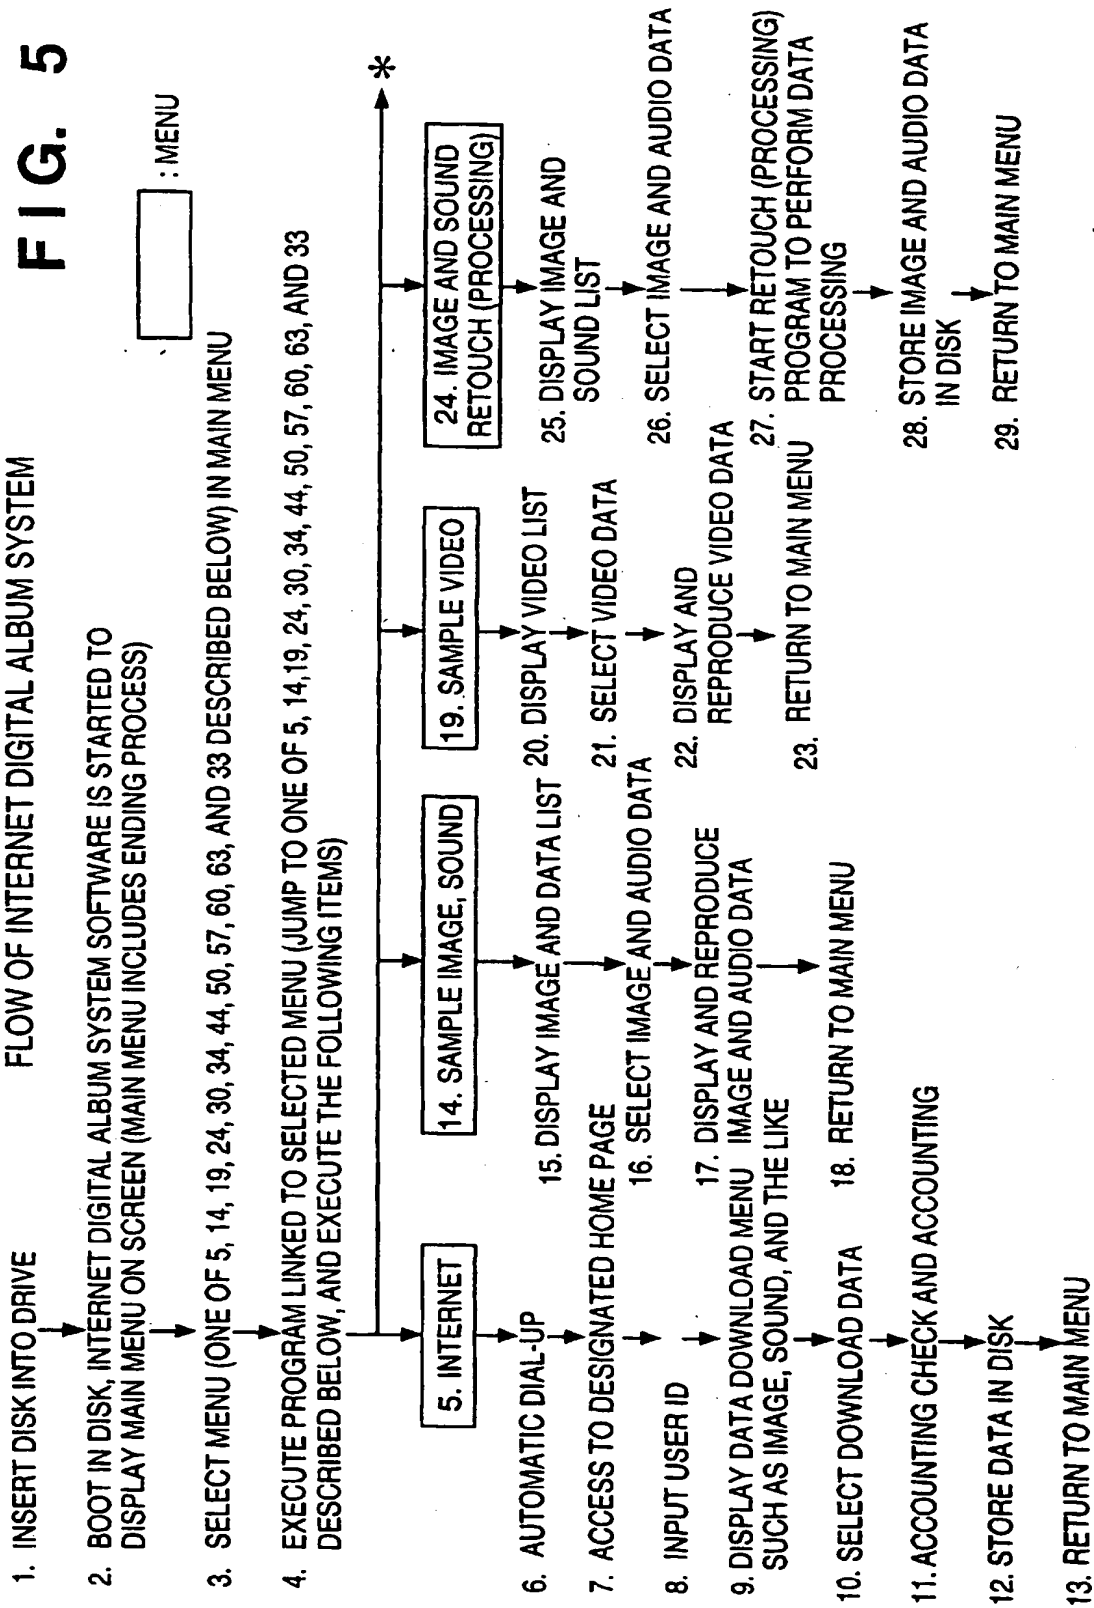 FIG. 5
FLOW OF INTERNET DIGITAL ALBUM SYSTEM
: MENU
1. INSERT DISK INTO DRIVE
2. BOOT IN DISK, INTERNET DIGITAL ALBUM SYSTEM SOFTWARE IS STARTED TO
DISPLAY MAIN MENU ON SCREEN (MAIN MENU INCLUDES ENDING PROCESS)
3. SELECT MENU (ONE OF 5, 14, 19, 24, 30, 34, 44, 50, 57, 60, 63, AND 33 DESCRIBED BELOW) IN MAIN MENU
4. EXECUTE PROGRAM LINKED TO SELECTED MENU (JUMP TO ONE OF 5, 14,19, 24, 30, 34, 44, 50, 57, 60, 63, AND 33
DESCRIBED BELOW, AND EXECUTE THE FOLLOWING ITEMS)
*
5. INTERNET
6. AUTOMATIC DIAL-UP
7. ACCESS TO DESIGNATED HOME PAGE
8. INPUT USER ID
9. DISPLAY DATA DOWNLOAD MENU
SUCH AS IMAGE, SOUND, AND THE LIKE
10. SELECT DOWNLOAD DATA
11. ACCOUNTING CHECK AND ACCOUNTING
12. STORE DATA IN DISK
13. RETURN TO MAIN MENU
14. SAMPLE IMAGE, SOUND
15. DISPLAY IMAGE AND DATA LIST
16. SELECT IMAGE AND AUDIO DATA
17. DISPLAY AND REPRODUCE
IMAGE AND AUDIO DATA
18. RETURN TO MAIN MENU
19. SAMPLE VIDEO
20. DISPLAY VIDEO LIST
21. SELECT VIDEO DATA
22. DISPLAY AND
REPRODUCE VIDEO DATA
23. RETURN TO MAIN MENU
24. IMAGE AND SOUND
RETOUCH (PROCESSING)
25. DISPLAY IMAGE AND
SOUND LIST
26. SELECT IMAGE AND AUDIO DATA
27. START RETOUCH (PROCESSING)
PROGRAM TO PERFORM DATA
PROCESSING
28. STORE IMAGE AND AUDIO DATA
IN DISK
29. RETURN TO MAIN MENU